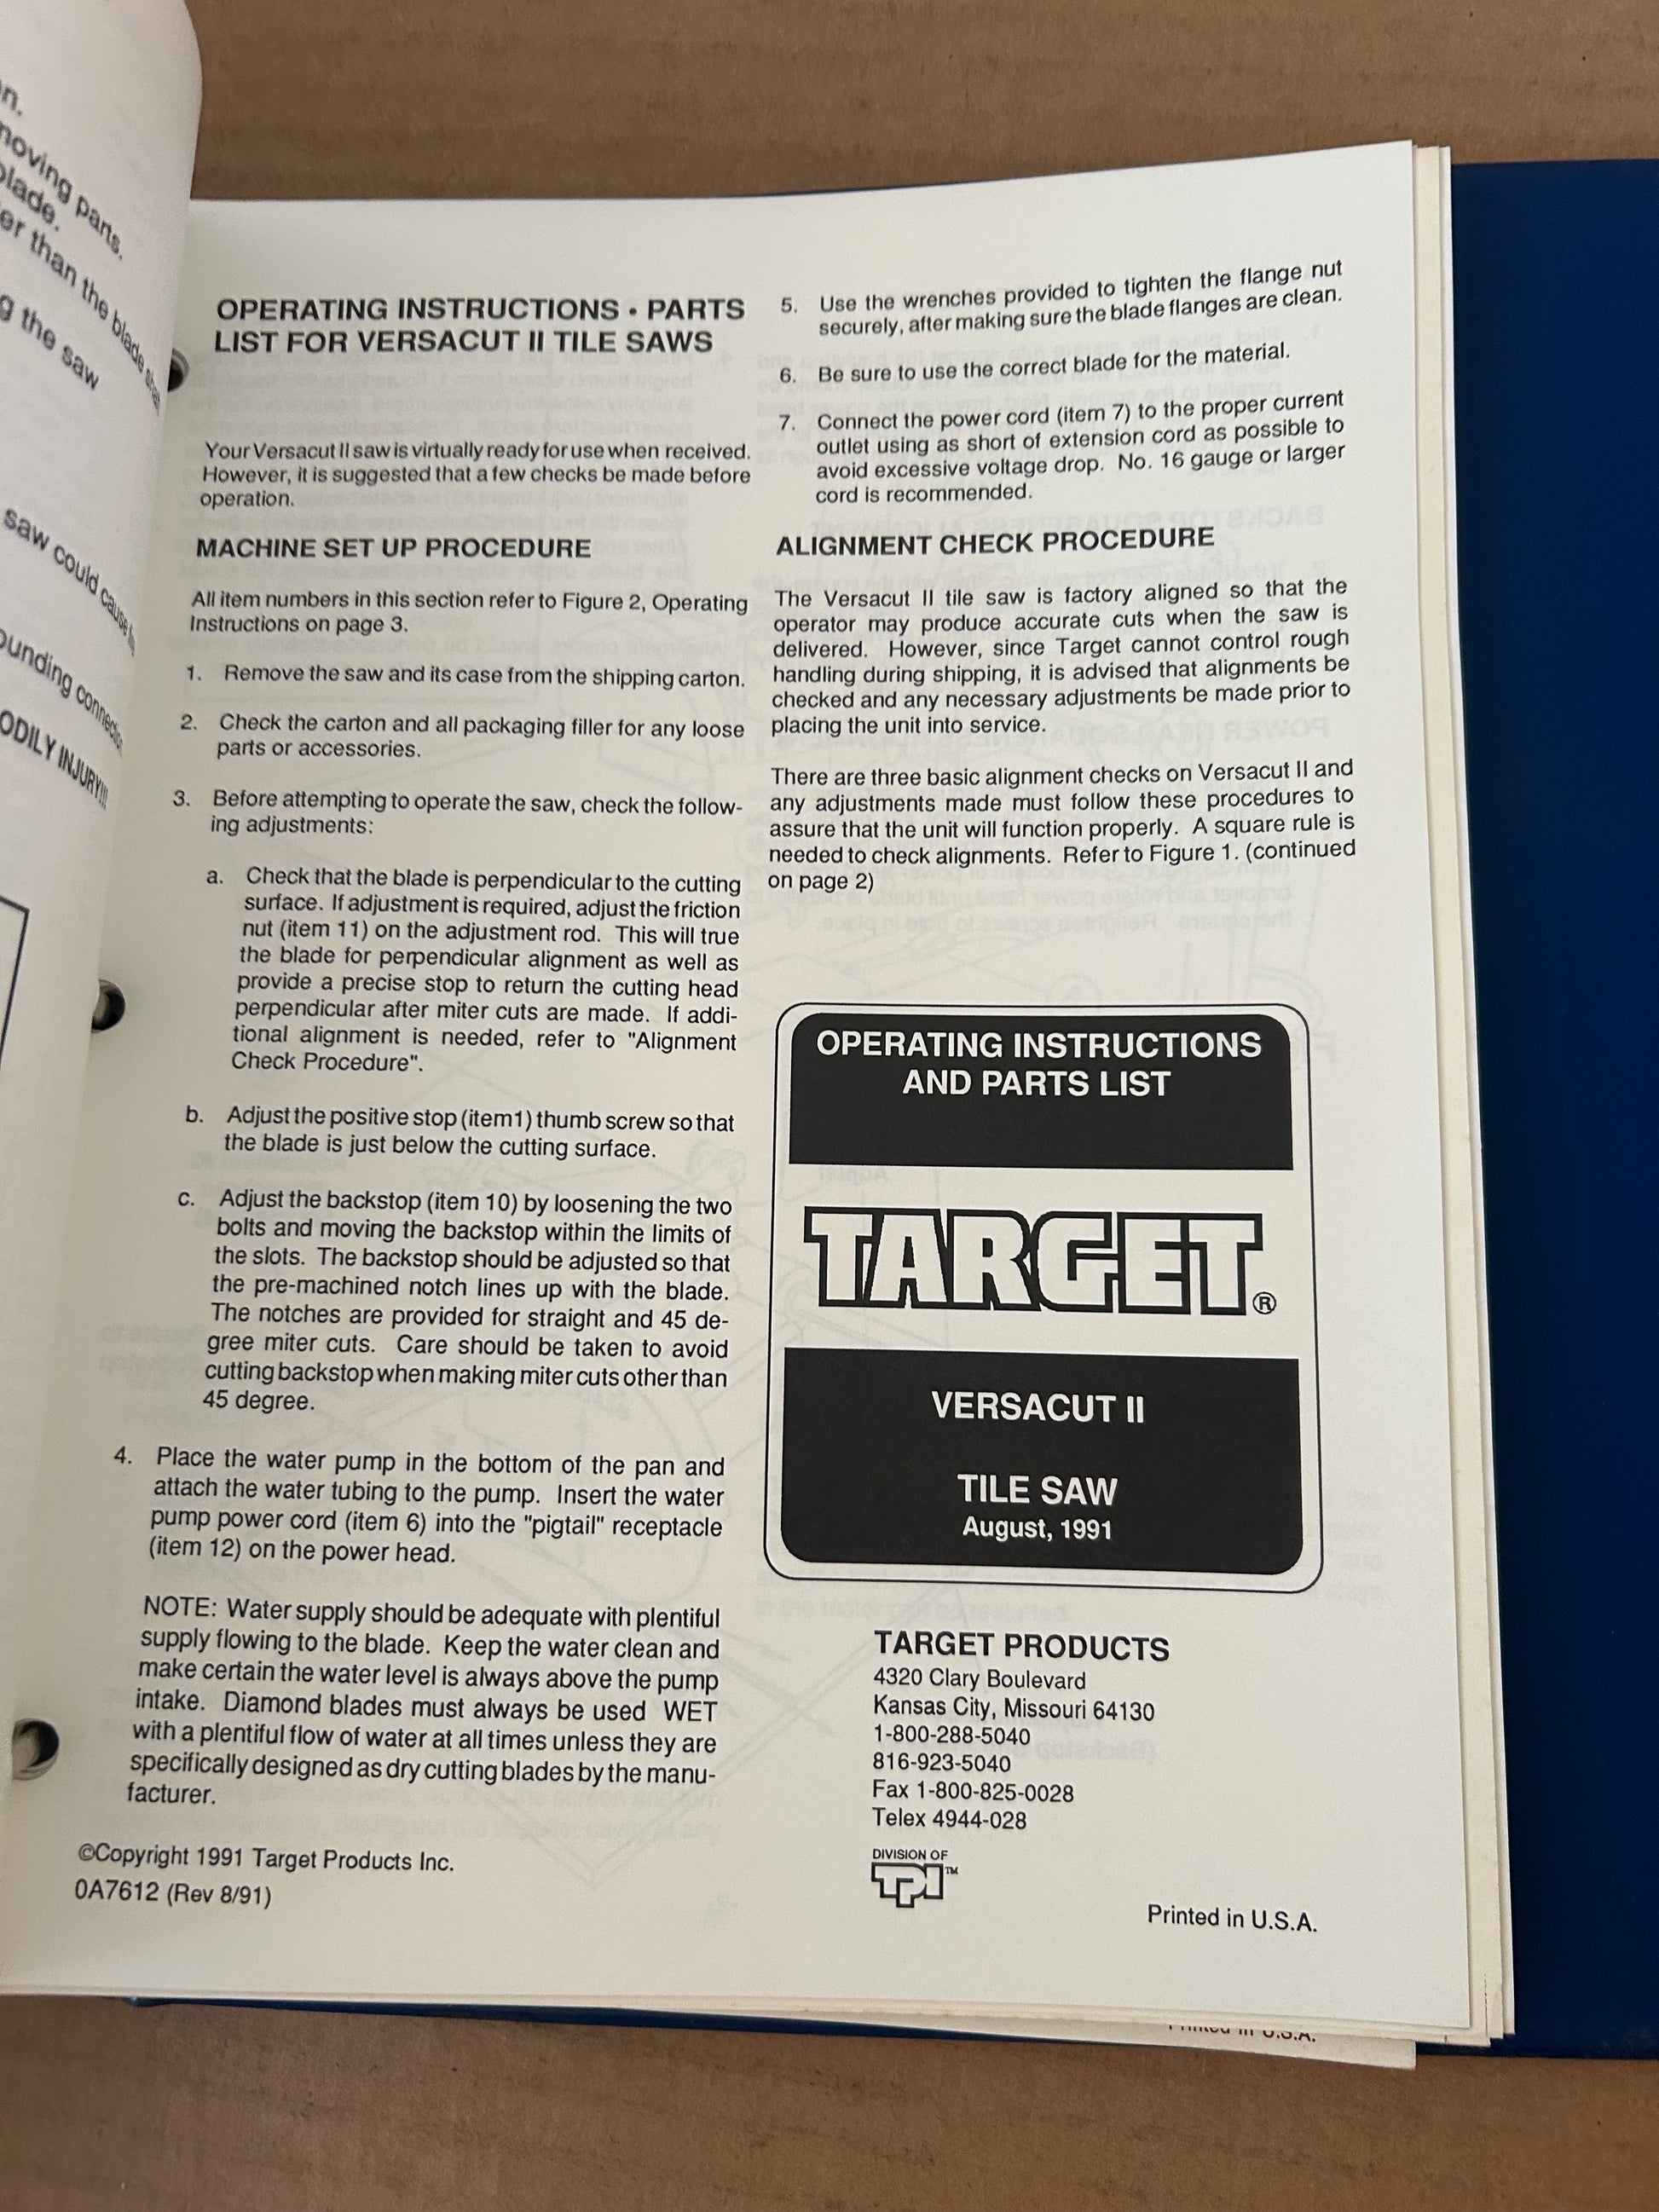 n.
moving parts.
blade.
er than the blade shaft
g the saw
saw could cause
ounding connection
ODILY INJURY!!!
OPERATING INSTRUCTIONS • PARTS
LIST FOR VERSACUT II TILE SAWS
Your Versacut II saw is virtually ready for use when received.
However, it is suggested that a few checks be made before
operation.
MACHINE SET UP PROCEDURE
All item numbers in this section refer to Figure 2, Operating
Instructions on page 3.
1. Remove the saw and its case from the shipping carton.
2. Check the carton and all packaging filler for any loose
parts or accessories.
3. Before attempting to operate the saw, check the follow-
ing adjustments:
a. Check that the blade is perpendicular to the cutting
surface. If adjustment is required, adjust the friction
nut (item 11) on the adjustment rod. This will true
the blade for perpendicular alignment as well as
provide a precise stop to return the cutting head
perpendicular after miter cuts are made. If addi-
tional alignment is needed, refer to "Alignment
Check Procedure".
b. Adjust the positive stop (item1) thumb screw so that
the blade is just below the cutting surface.
c. Adjust the backstop (item 10) by loosening the two
bolts and moving the backstop within the limits of
the slots. The backstop should be adjusted so that
the pre-machined notch lines up with the blade.
The notches are provided for straight and 45 de-
gree miter cuts. Care should be taken to avoid
cutting backstop when making miter cuts other than
45 degree.
4. Place the water pump in the bottom of the pan and
attach the water tubing to the pump. Insert the water
pump power cord (item 6) into the "pigtail" receptacle
(item 12) on the power head.
NOTE: Water supply should be adequate with plentiful
supply flowing to the blade. Keep the water clean and
make certain the water level is always above the pump
intake. Diamond blades must always be used WET
with a plentiful flow of water at all times unless they are
specifically designed as dry cutting blades by the manu-
facturer.
©Copyright 1991 Target Products Inc.
0A7612 (Rev 8/91)
5. Use the wrenches provided to tighten the flange nut
securely, after making sure the blade flanges are clean.
6. Be sure to use the correct blade for the material.
7. Connect the power cord (item 7) to the proper current
outlet using as short of extension cord as possible to
avoid excessive voltage drop. No. 16 gauge or larger
cord is recommended.
ALIGNMENT CHECK PROCEDURE
The Versacut II tile saw is factory aligned so that the
operator may produce accurate cuts when the saw is
delivered. However, since Target cannot control rough
handling during shipping, it is advised that alignments be
checked and any necessary adjustments be made prior to
placing the unit into service.
There are three basic alignment checks on Versacut II and
any adjustments made must follow these procedures to
assure that the unit will function properly. A square rule is
needed to check alignments. Refer to Figure 1. (continued
on page 2)
OPERATING INSTRUCTIONS
AND PARTS LIST
TARGET®
VERSACUT II
TILE SAW
August, 1991
TARGET PRODUCTS
4320 Clary Boulevard
Kansas City, Missouri 64130
1-800-288-5040
816-923-5040
Fax 1-800-825-0028
Telex 4944-028
DIVISION OF
TPI™
Printed in U.S.A.
Printed in U.S.A.